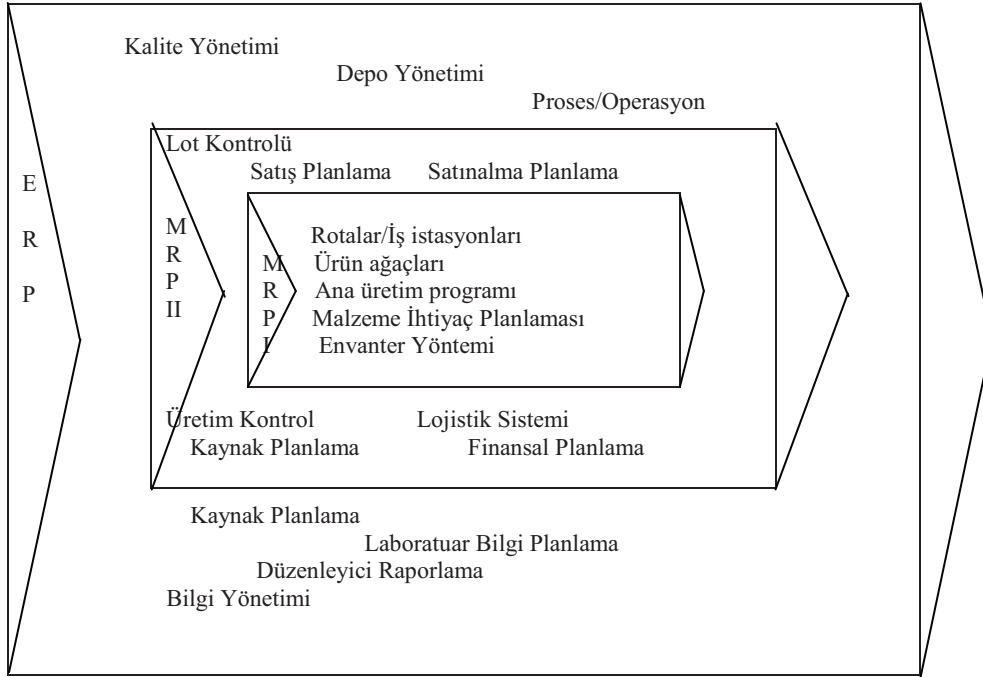 Kalite Yönetimi
Depo Yönetimi
Proses/Operasyon
Lot Kontrolü
Satış Planlama Satınalma Planlama
E
R
P
M
R
P
II
M
R
P
I
Rotalar/İş istasyonları
Ürün ağaçları
Ana üretim programı
Malzeme İhtiyaç Planlaması
Envanter Yöntemi
Üretim Kontrol Lojistik Sistemi
Kaynak Planlama Finansal Planlama
Kaynak Planlama
Laboratuar Bilgi Planlama
Düzenleyici Raporlama
Bilgi Yönetimi